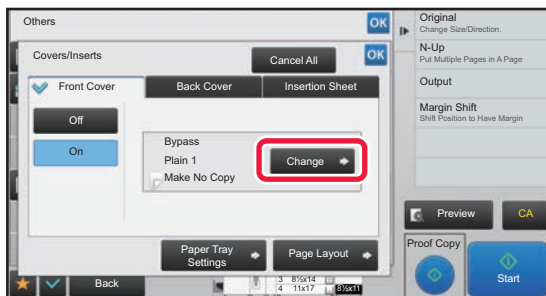 Others
OK
Covers/Inserts
Cancel All
OK
Front Cover
Back Cover
Insertion Sheet
Off
On
Bypass
Plain 1
Make No Copy
Change
Paper Tray
Settings
Page Layout
Back
3 8½x14
4 11x17
8½x11
Original
Change Size/Direction.
N-Up
Put Multiple Pages in A Page
Output
Margin Shift
Shift Position to Have Margin
Preview
CA
Proof Copy
Start